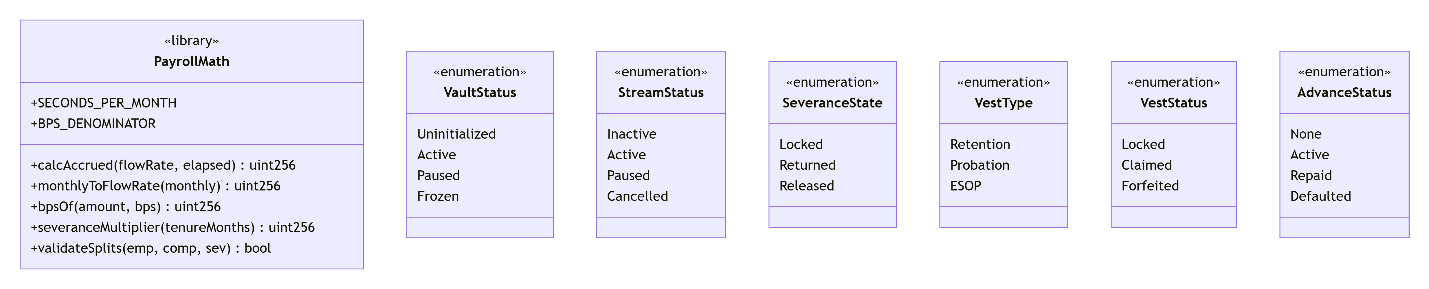 «library»
PayrollMath
+SECONDS_PER_MONTH
+BPS_DENOMINATOR
+calcAccrued(flowRate, elapsed) : uint256
+monthlyToFlowRate(monthly) : uint256
+bpsOf(amount, bps) : uint256
+severanceMultiplier(tenureMonths) : uint256
+validateSplits(emp, comp, sev) : bool
«enumeration»
VaultStatus
Uninitialized
Active
Paused
Frozen
«enumeration»
StreamStatus
Inactive
Active
Paused
Cancelled
«enumeration»
SeveranceState
Locked
Returned
Released
«enumeration»
VestType
Retention
Probation
ESOP
«enumeration»
VestStatus
Locked
Claimed
Forfeited
«enumeration»
AdvanceStatus
None
Active
Repaid
Defaulted